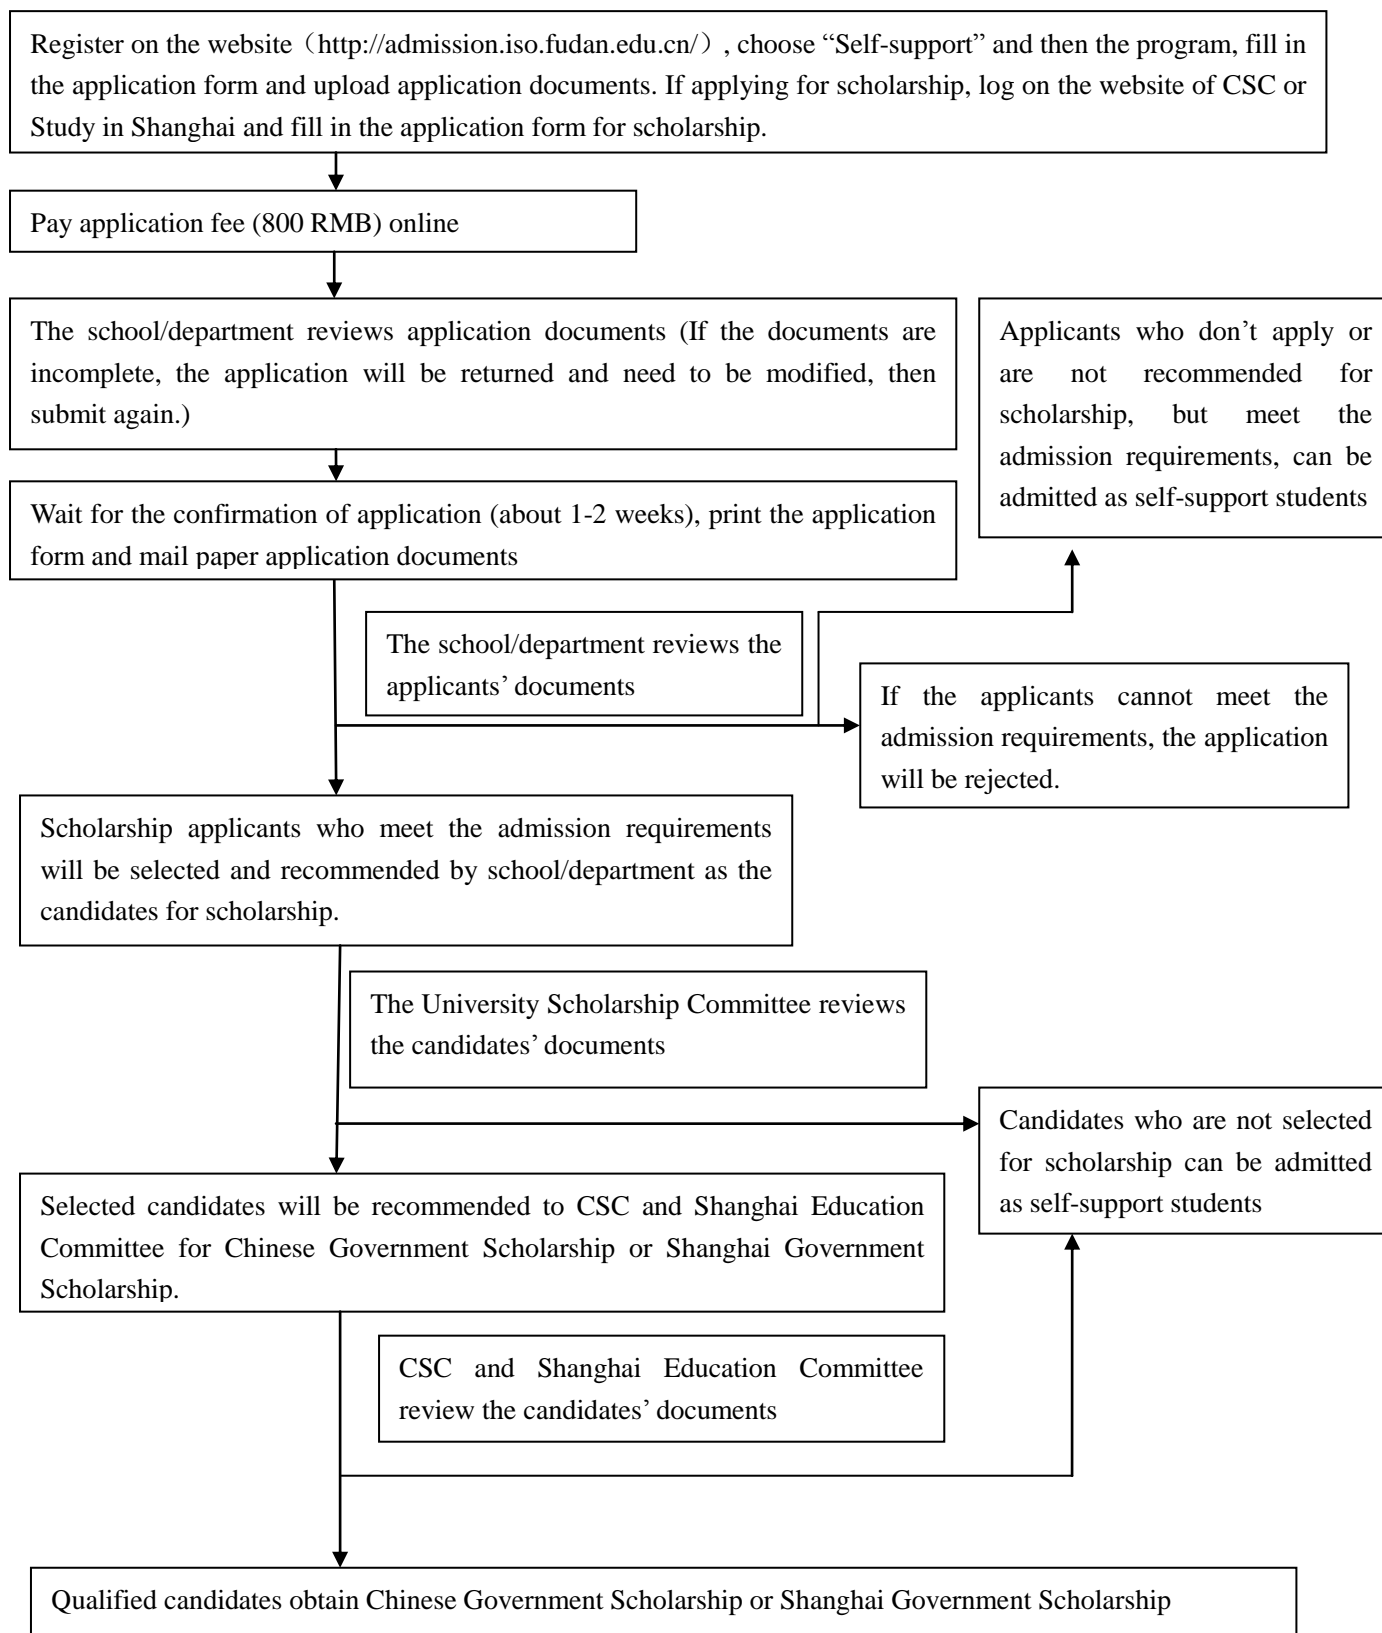 Register on the website（http://admission.iso.fudan.edu.cn/）, choose “Self-support” and then the program, fill in
the application form and upload application documents. If applying for scholarship, log on the website of CSC or
Study in Shanghai and fill in the application form for scholarship.
Pay application fee (800 RMB) online
The school/department reviews application documents (If the documents are
incomplete, the application will be returned and need to be modified, then
submit again.)
Applicants who don’t apply or
are not recommended for
scholarship, but meet the
admission requirements, can be
admitted as self-support students
Wait for the confirmation of application (about 1-2 weeks), print the application
form and mail paper application documents
The school/department reviews the
applicants’ documents
If the applicants cannot meet the
admission requirements, the application
will be rejected.
Scholarship applicants who meet the admission requirements
will be selected and recommended by school/department as the
candidates for scholarship.
The University Scholarship Committee reviews
the candidates’ documents
Candidates who are not selected
for scholarship can be admitted
as self-support students
Selected candidates will be recommended to CSC and Shanghai Education
Committee for Chinese Government Scholarship or Shanghai Government
Scholarship.
CSC and Shanghai Education Committee
review the candidates’ documents
Qualified candidates obtain Chinese Government Scholarship or Shanghai Government Scholarship